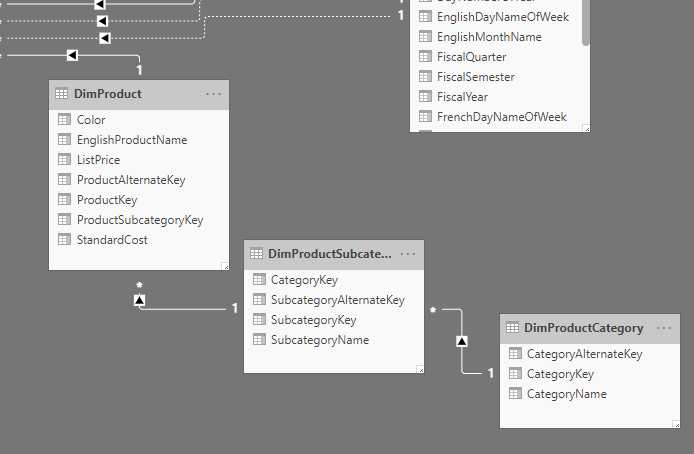 1
EnglishDayNameOfWeek
EnglishMonthName
FiscalQuarter
FiscalSemester
FiscalYear
FrenchDayNameOfWeek
1
DimProduct ...
Color
EnglishProductName
ListPrice
ProductAlternateKey
ProductKey
ProductSubcategoryKey
StandardCost
*
1
DimProductSubcate... ...
CategoryKey
SubcategoryAlternateKey
SubcategoryKey
SubcategoryName
*
1
DimProductCategory ...
CategoryAlternateKey
CategoryKey
CategoryName